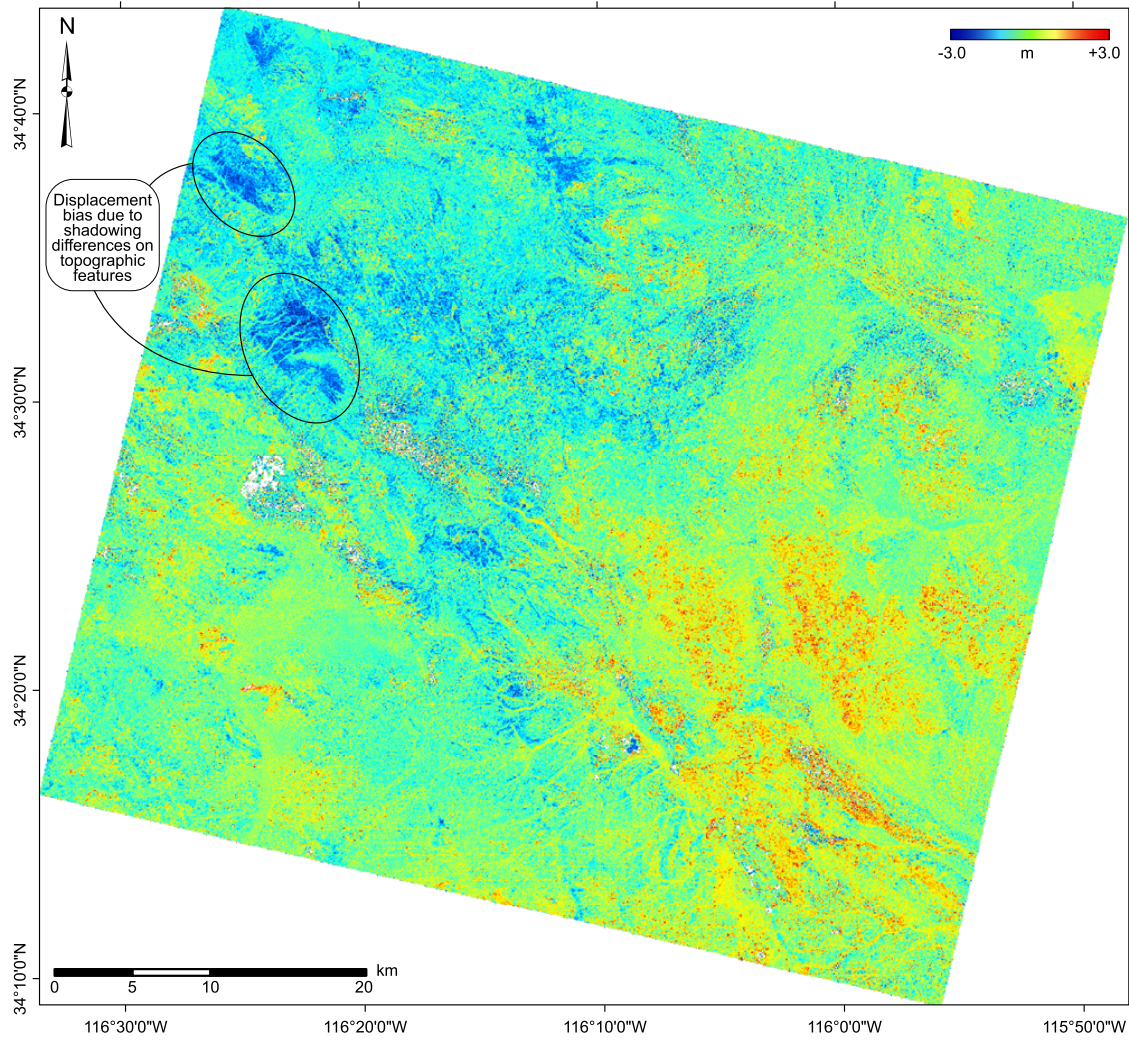 N
-3.0 m +3.0
34°40'0"N
Displacement
bias due to
shadowing
differences on
topographic
features
34°30'0"N
34°20'0"N
34°10'0"N
km
0 5 10 20
116°30'0"W 116°20'0"W 116°10'0"W 116°0'0"W 115°50'0"W